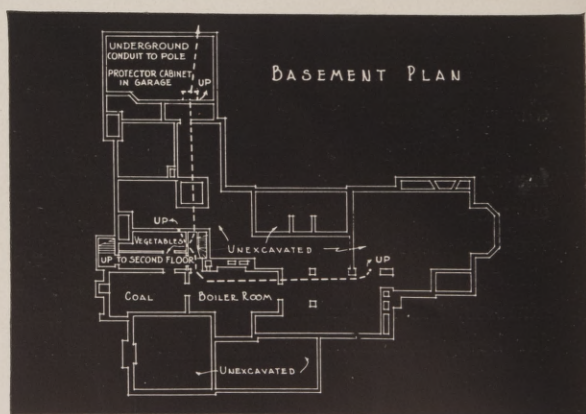 UNDERGROUND
CONDUIT TO POLE
PROTECTOR CABINET
IN GARAGE
UP
BASEMENT PLAN
UP
VEGETABLES
UP TO SECOND FLOOR
UNEXCAVATED
UP
COAL
BOILER ROOM
UNEXCAVATED